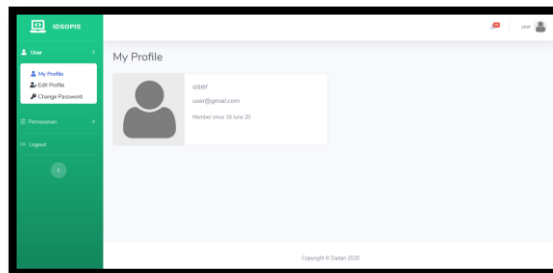 IDSOPIS
user
User
My Profile
Edit Profile
Change Password
Pemesanan
Logout
My Profile
user
user@gmail.com
Member since 16 June 20
Copyright © Dadan 2020